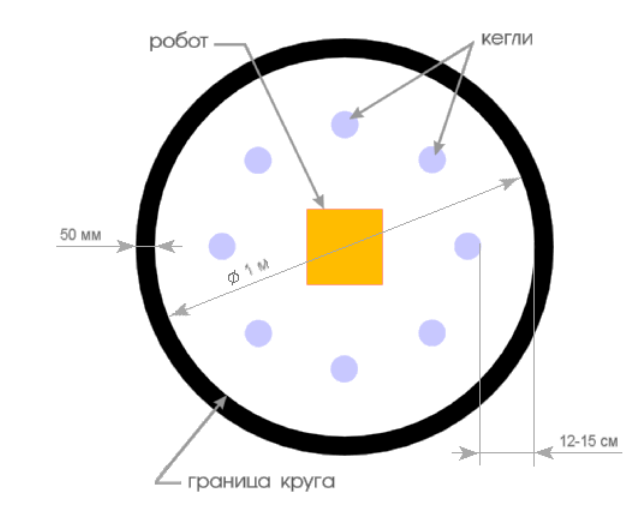 робот
кегли
50 мм
ϕ 1 м
12-15 см
граница круга